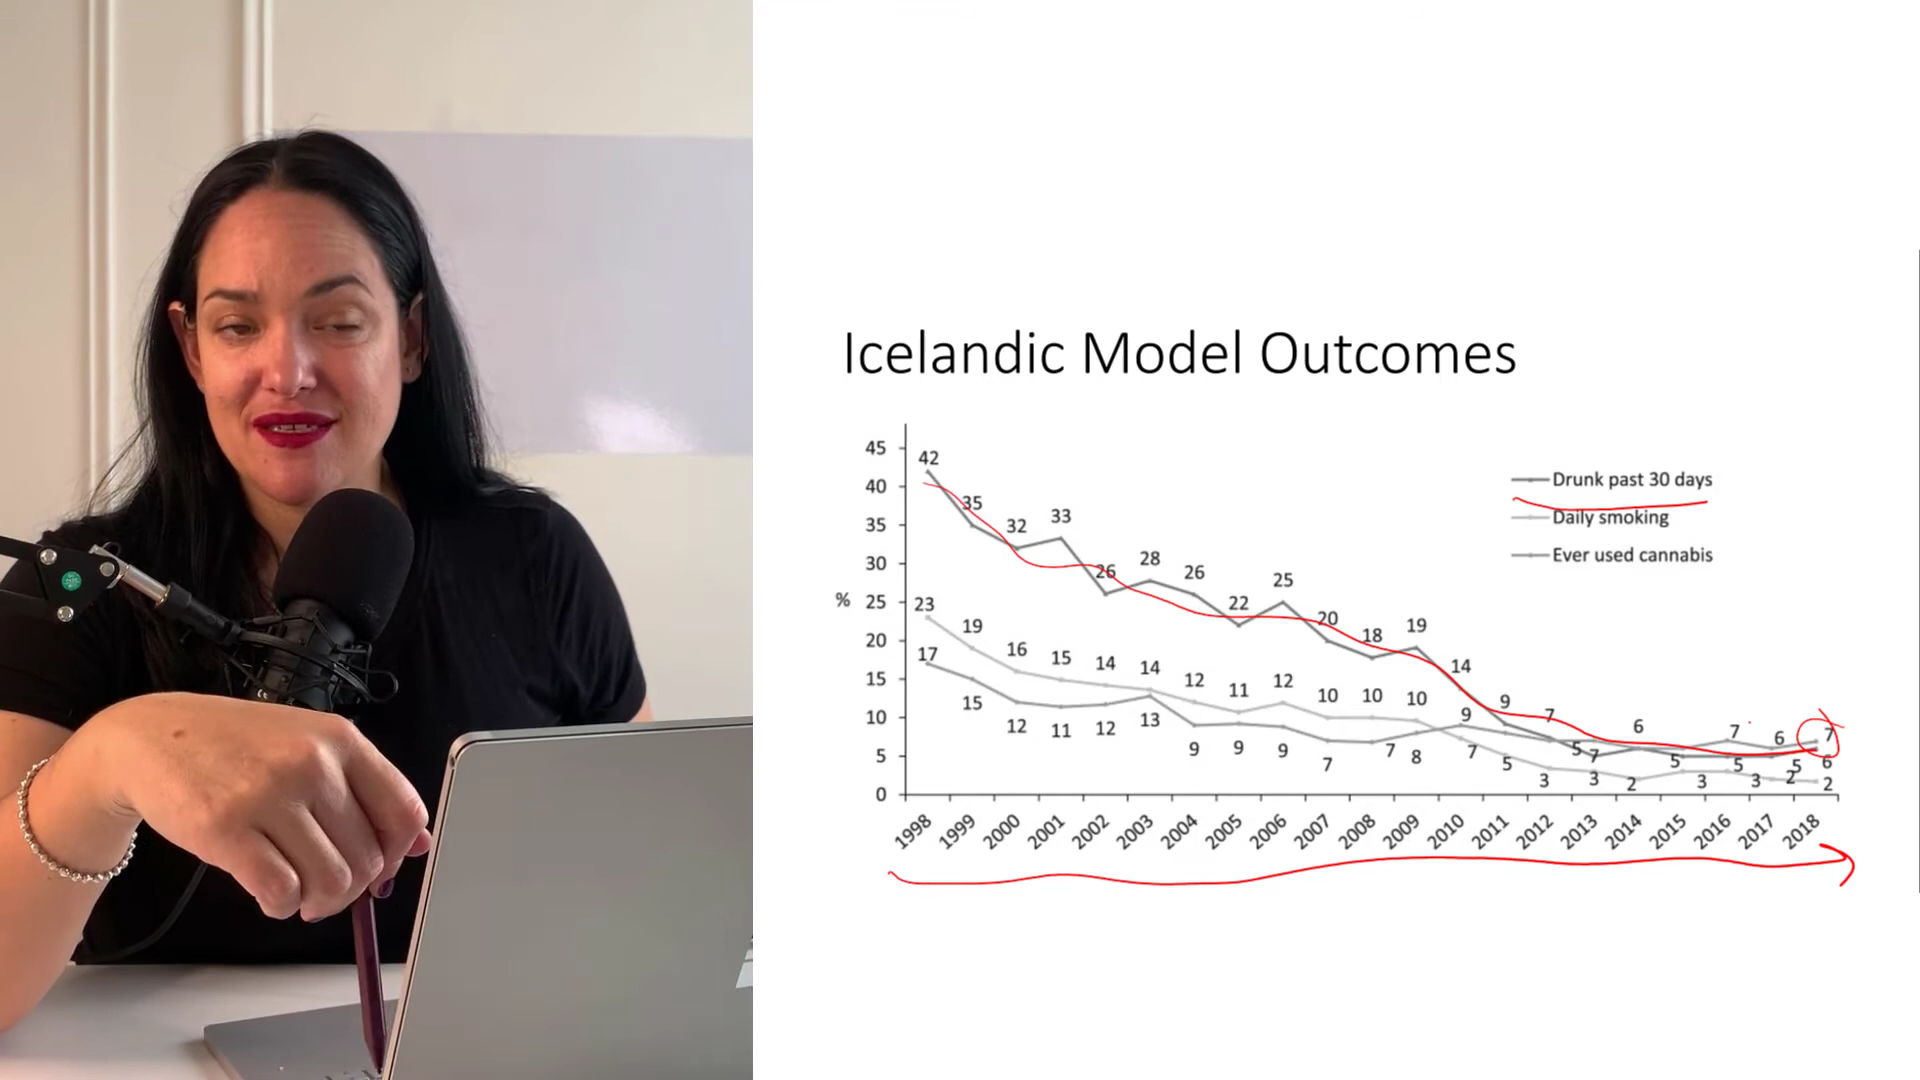 Icelandic Model Outcomes
45
40
35
30
25
20
15
10
5
0
%
42 35 32 33 26 28 26 22 25 20 18 19 14 9 7 5 6 5 5 5 6
23 19 16 15 14 14 12 11 12 10 10 10 7 5 3 3 2 3 3 2 2
17 15 12 11 12 13 9 9 9 7 7 8 9 7 7 6 7
Drunk past 30 days
Daily smoking
Ever used cannabis
1998 1999 2000 2001 2002 2003 2004 2005 2006 2007 2008 2009 2010 2011 2012 2013 2014 2015 2016 2017 2018